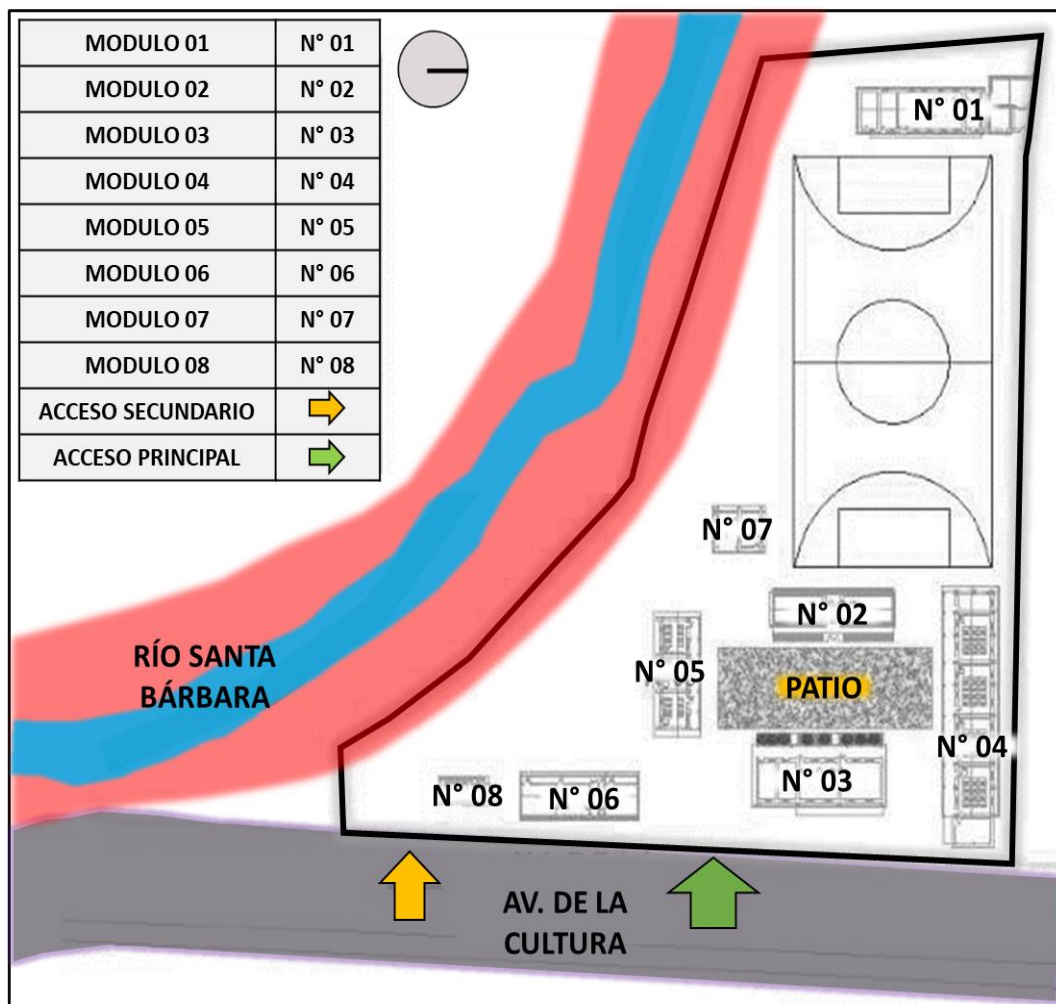 MODULO 01 N° 01
MODULO 02 N° 02
MODULO 03 N° 03
MODULO 04 N° 04
MODULO 05 N° 05
MODULO 06 N° 06
MODULO 07 N° 07
MODULO 08 N° 08
ACCESO SECUNDARIO
ACCESO PRINCIPAL
N° 01
N° 07
N° 02
RÍO SANTA
BÁRBARA
N° 05
PATIO
N° 04
N° 08
N° 06
N° 03
AV. DE LA
CULTURA